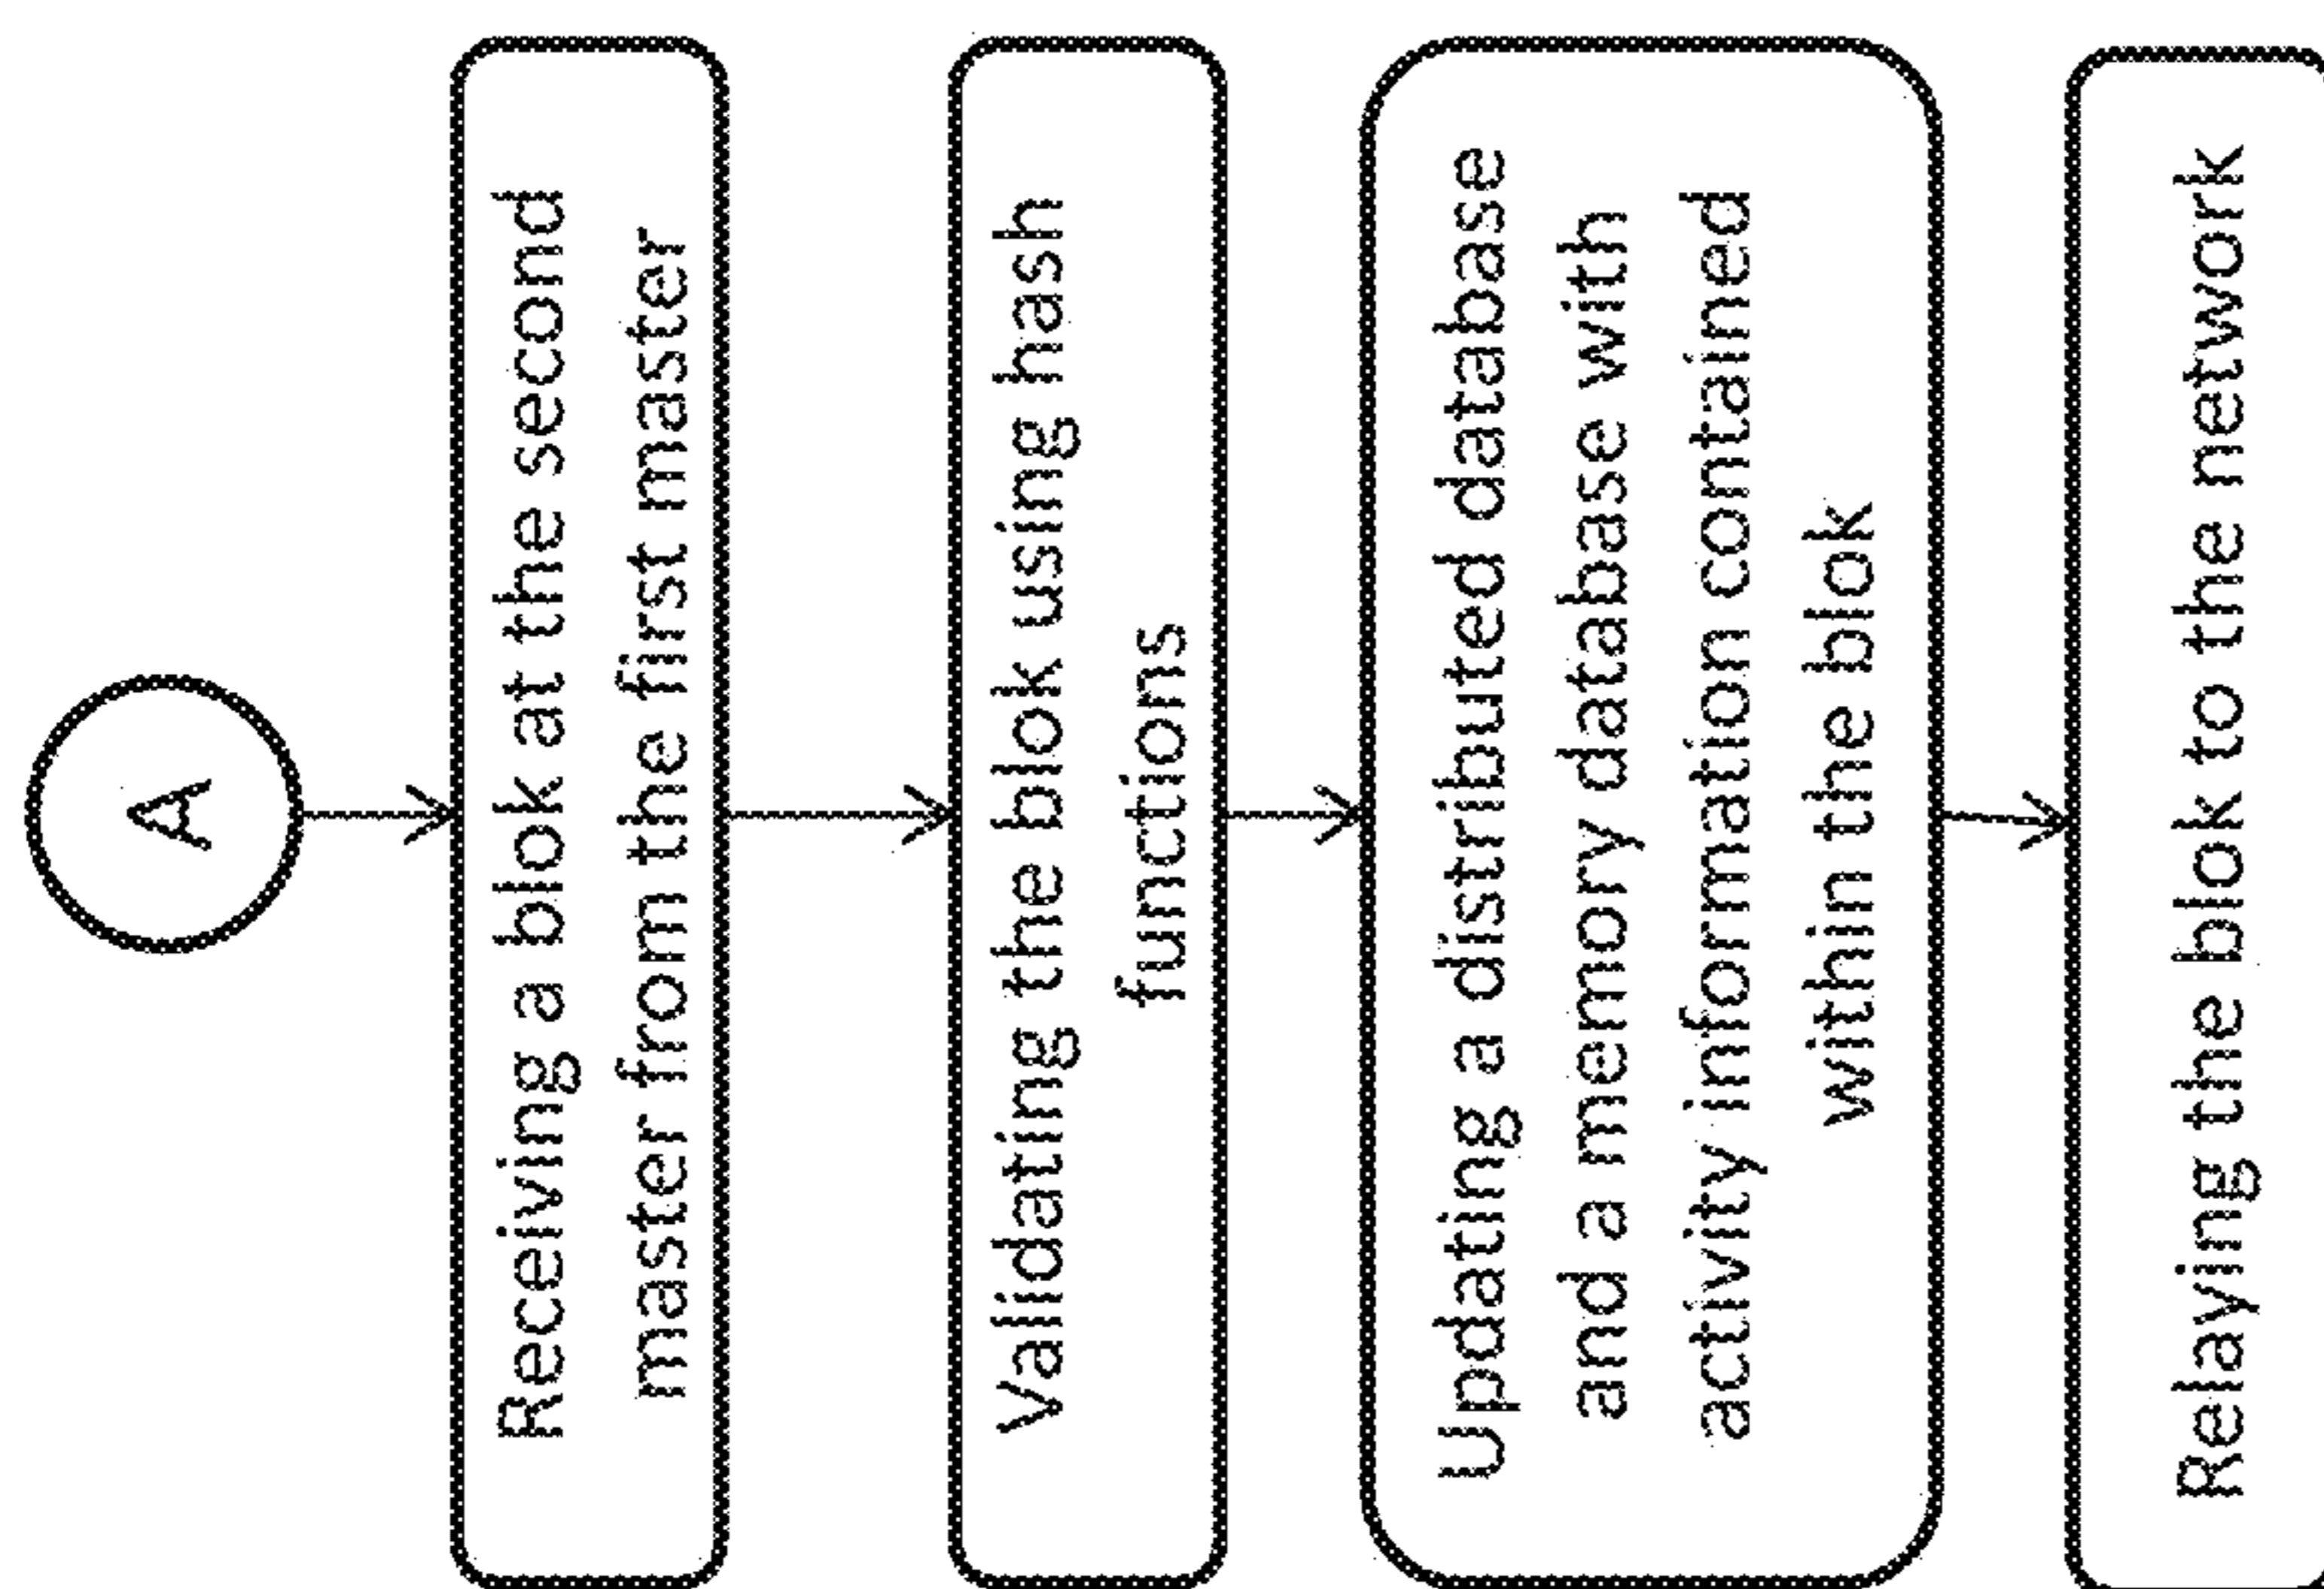 A
Receiving a blok at the second
master from the first master
Validating the blok using hash
functions
Updating a distributed database
and a memory database with
activity information contained
within the blok
Relaying the blok to the network